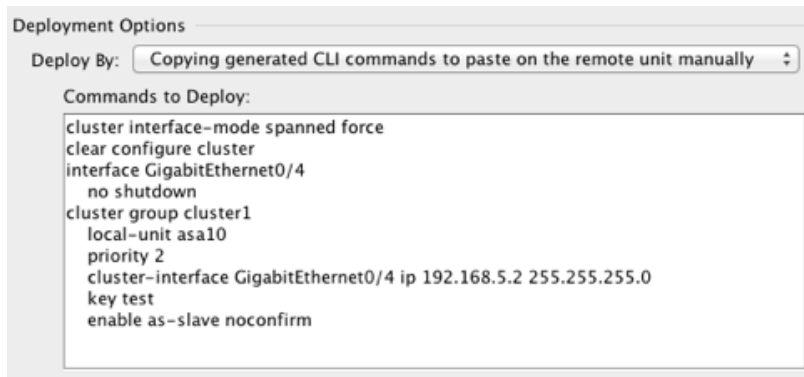 Deployment Options
Deploy By: Copying generated CLI commands to paste on the remote unit manually
Commands to Deploy:
cluster interface-mode spanned force
clear configure cluster
interface GigabitEthernet0/4
no shutdown
cluster group cluster1
local-unit asa10
priority 2
cluster-interface GigabitEthernet0/4 ip 192.168.5.2 255.255.255.0
key test
enable as-slave noconfirm